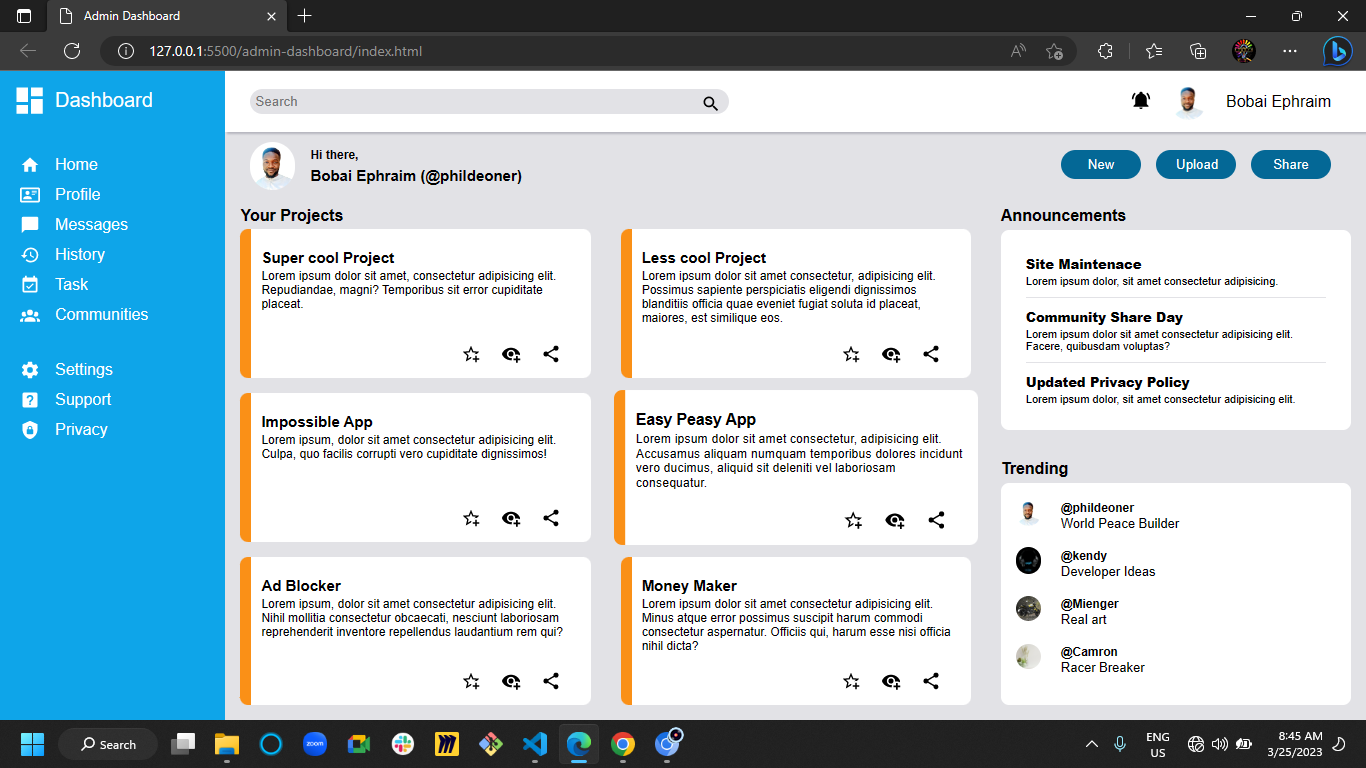 Admin Dashboard
127.0.0.1:5500/admin-dashboard/index.html
Dashboard
Home
Profile
Messages
History
Task
Communities
Settings
Support
Privacy
Search
Bobai Ephraim
Hi there,
Bobai Ephraim (@phildeoner)
New
Upload
Share
Your Projects
Super cool Project
Lorem ipsum dolor sit amet, consectetur adipisicing elit.
Repudiandae, magni? Temporibus sit error cupiditate
placeat.
Less cool Project
Lorem ipsum dolor sit amet consectetur, adipisicing elit.
Possimus sapiente perspiciatis eligendi dignissimos
blanditiis officia quae eveniet fugiat soluta id placeat,
maiores, est similique eos.
Impossible App
Lorem ipsum, dolor sit amet consectetur adipisicing elit.
Culpa, quo facilis corrupti vero cupiditate dignissimos!
Easy Peasy App
Lorem ipsum dolor sit amet consectetur, adipisicing elit.
Accusamus aliquam numquam temporibus dolores incidunt
vero ducimus, aliquid sit deleniti vel laboriosam
consequatur.
Ad Blocker
Lorem ipsum, dolor sit amet consectetur adipisicing elit.
Nihil mollitia consectetur obcaecati, nesciunt laboriosam
reprehenderit inventore repellendus laudantium rem qui?
Money Maker
Lorem ipsum dolor sit amet consectetur adipisicing elit.
Minus atque error possimus suscipit harum commodi
consectetur aspernatur. Officiis qui, harum esse nisi officia
nihil dicta?
Announcements
Site Maintenace
Lorem ipsum dolor, sit amet consectetur adipisicing.
Community Share Day
Lorem ipsum dolor sit amet consectetur adipisicing elit.
Facere, quibusdam voluptas?
Updated Privacy Policy
Lorem ipsum dolor, sit amet consectetur adipisicing elit.
Trending
@phildeoner
World Peace Builder
@kendy
Developer Ideas
@Mienger
Real art
@Camron
Racer Breaker
Search
zoom
ENG
US
8:45 AM
3/25/2023